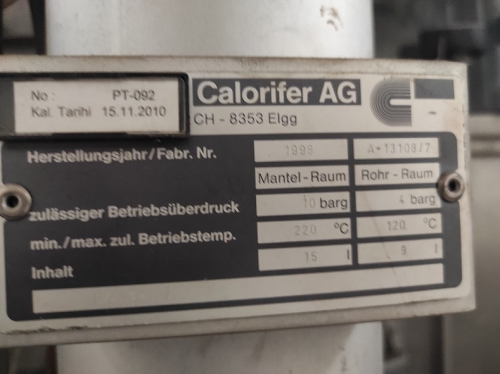 No : PT-092
Kal. Tarihi 15.11.2010
Calorifer AG
CH - 8353 Elgg
Herstellungsjahr/Fabr. Nr. 1998
Mantel-Raum Rohr - Raum
zulässiger Betriebsüberdruck 10 barg 4 barg
min./max. zul. Betriebstemp. 220 °C 120 °C
Inhalt 15 l 9 l